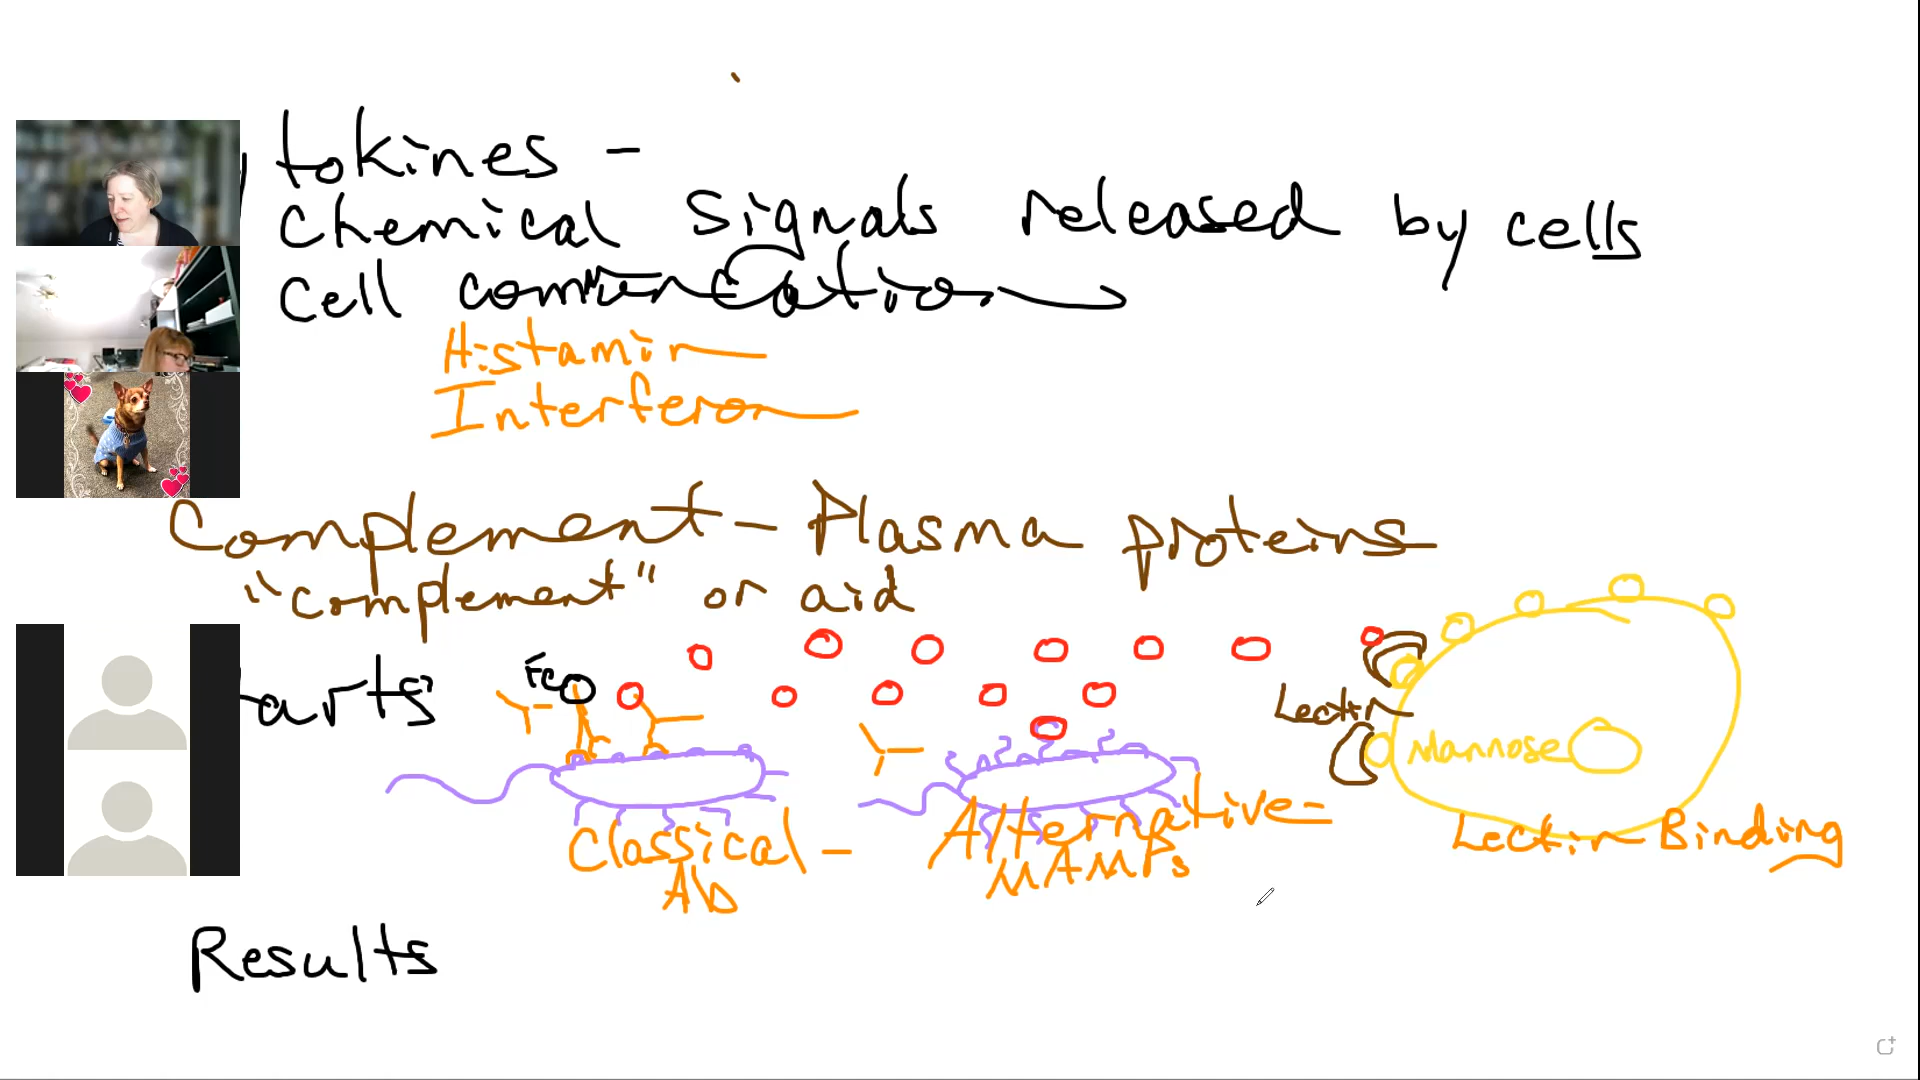 ytokines -
Chemical signals released by cells
Cell communication
Histamin
Interferon
Complement - Plasma proteins
"complement" or aid
arts
Fc
Lectin
Mannose
Classical -
Ab
Alternative -
MAMPs
Lectin Binding
Results